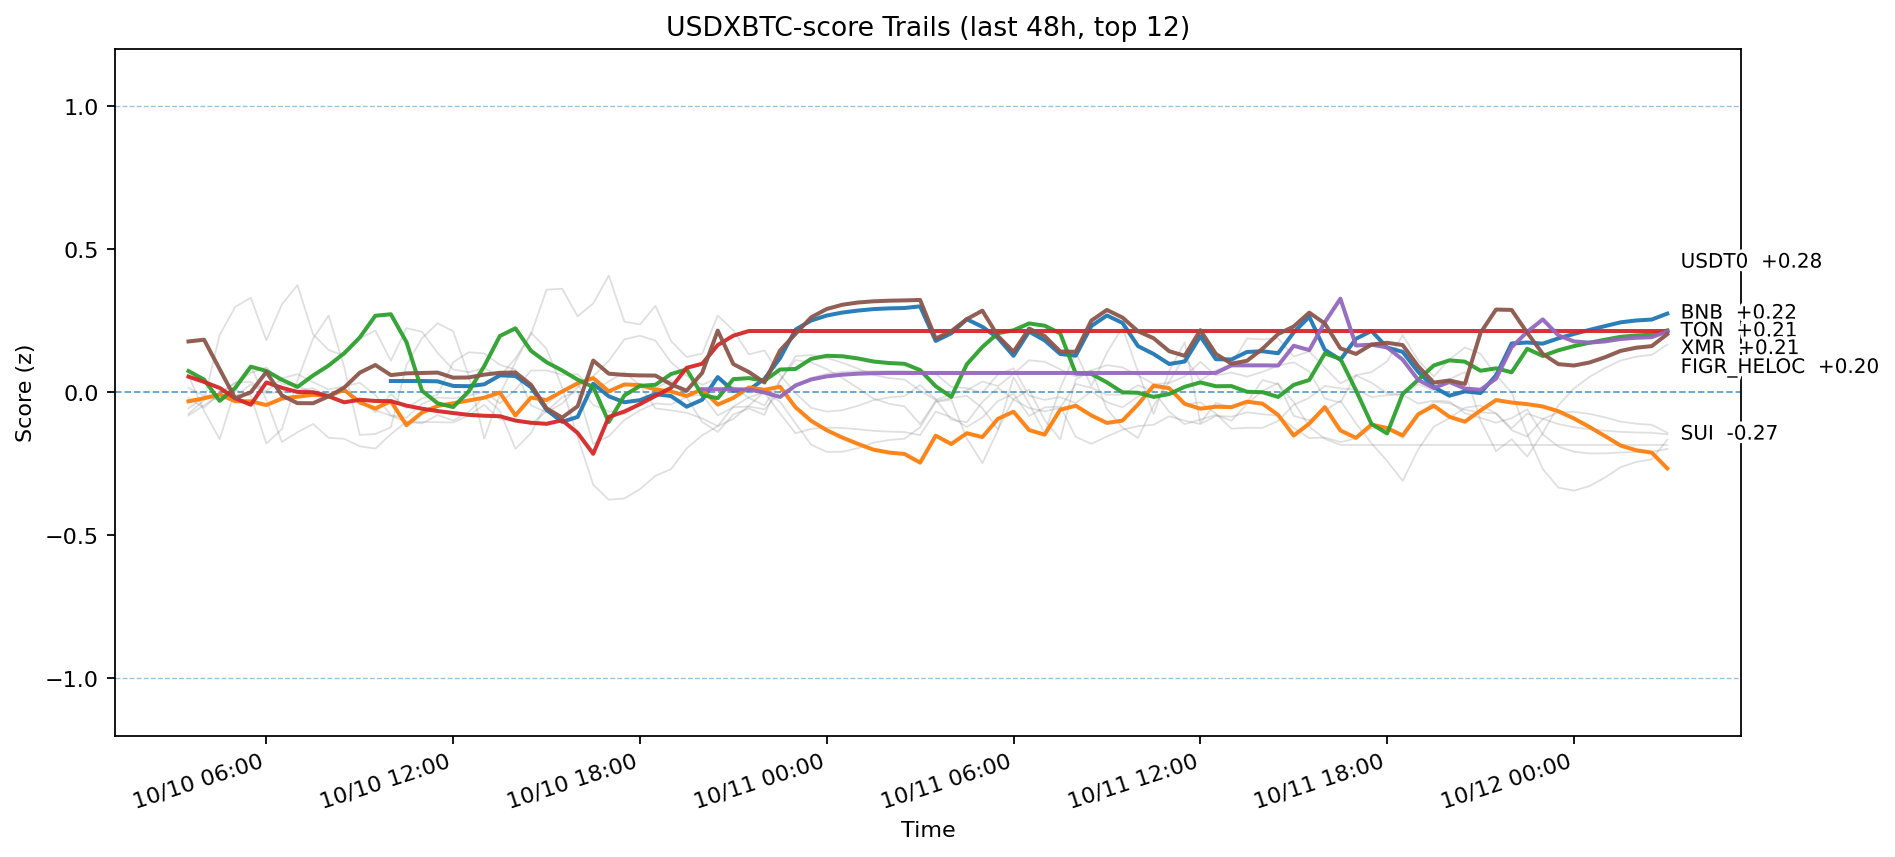 USDXBTC-score Trails (last 48h, top 12)
Score (z)
1.0
0.5
0.0
−0.5
−1.0
USDT0 +0.28
BNB +0.22
TON +0.21
XMR +0.21
FIGR_HELOC +0.20
SUI -0.27
10/10 06:00
10/10 12:00
10/10 18:00
10/11 00:00
10/11 06:00
10/11 12:00
10/11 18:00
10/12 00:00
Time